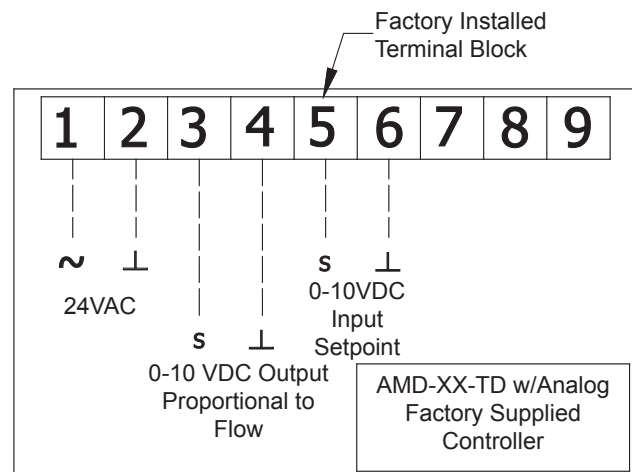 Factory Installed
Terminal Block
1 2 3 4 5 6 7 8 9
~ ⊥
24VAC
s ⊥
0-10VDC
Input
Setpoint
s ⊥
0-10 VDC Output
Proportional to
Flow
AMD-XX-TD w/Analog
Factory Supplied
Controller